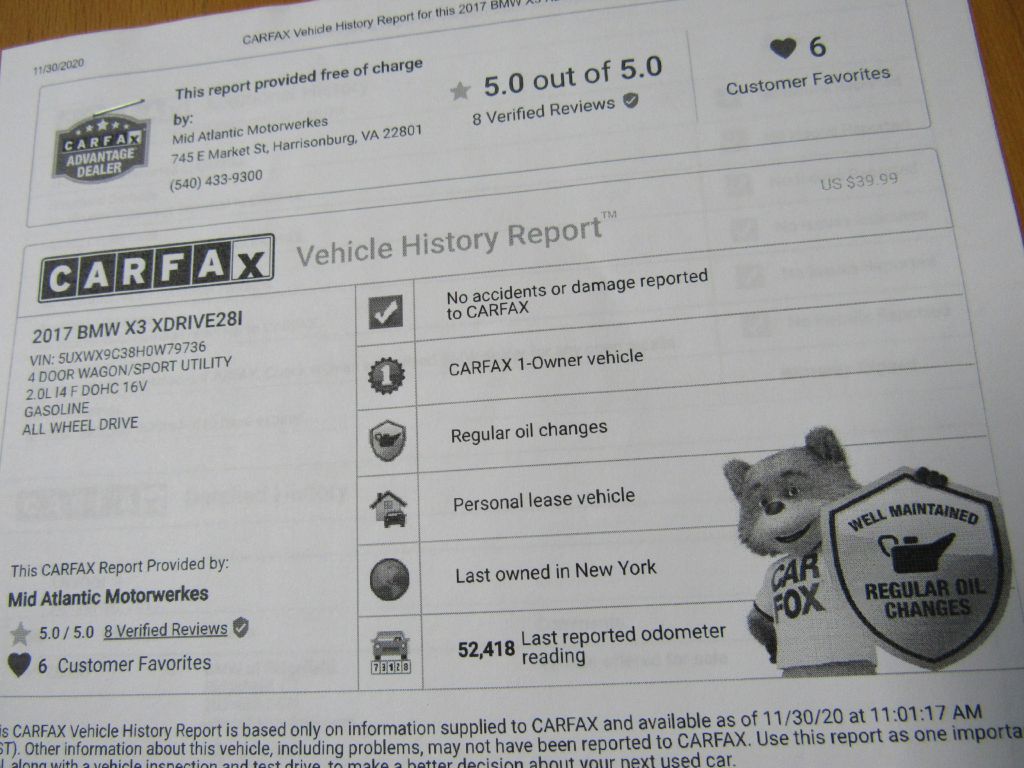 11/30/2020
CARFAX Vehicle History Report for this 2017 BMW
CARFAX
ADVANTAGE
DEALER
This report provided free of charge
by:
Mid Atlantic Motorwerkes
745 E Market St, Harrisonburg, VA 22801
(540) 433-9300
5.0 out of 5.0
8 Verified Reviews
6
Customer Favorites
US $39.99
CARFAX Vehicle History Report™
2017 BMW X3 XDRIVE28I
VIN: 5UXWX9C38H0W79736
4 DOOR WAGON/SPORT UTILITY
2.0L I4 F DOHC 16V
GASOLINE
ALL WHEEL DRIVE
This CARFAX Report Provided by:
Mid Atlantic Motorwerkes
5.0 / 5.0 8 Verified Reviews
6 Customer Favorites
No accidents or damage reported
to CARFAX
1
CARFAX 1-Owner vehicle
Regular oil changes
Personal lease vehicle
Last owned in New York
73128
52,418 Last reported odometer
reading
CAR
FOX
WELL MAINTAINED
REGULAR OIL
CHANGES
is CARFAX Vehicle History Report is based only on information supplied to CARFAX and available as of 11/30/20 at 11:01:17 AM
ST). Other information about this vehicle, including problems, may not have been reported to CARFAX. Use this report as one importa
along with a vehicle inspection and test drive, to make a better decision about your next used car.